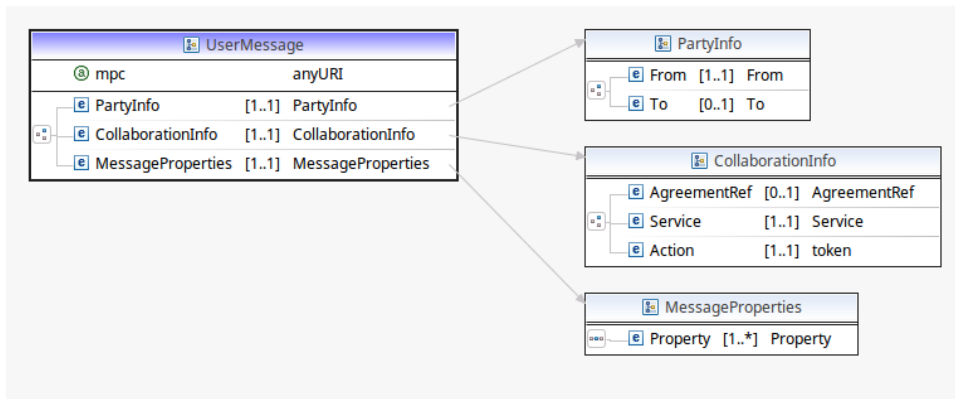 UserMessage
a mpc anyURI
e PartyInfo [1..1] PartyInfo
e CollaborationInfo [1..1] CollaborationInfo
e MessageProperties [1..1] MessageProperties
PartyInfo
e From [1..1] From
e To [0..1] To
CollaborationInfo
e AgreementRef [0..1] AgreementRef
e Service [1..1] Service
e Action [1..1] token
MessageProperties
e Property [1..*] Property